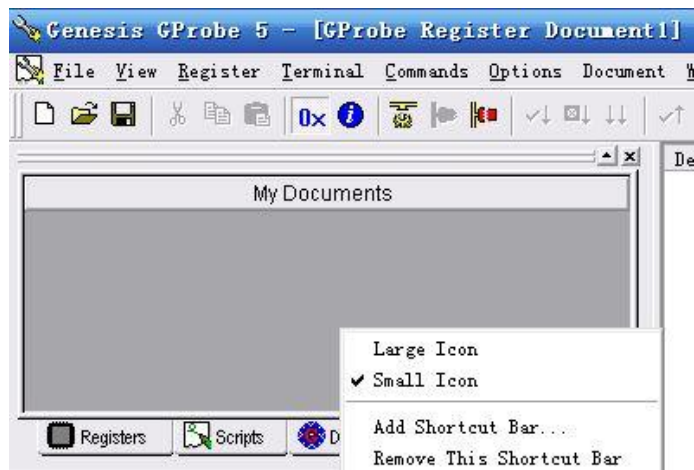 Genesis GProbe 5 - [GProbe Register Document1]
File View Register Terminal Commands Options Document
0x
De
My Documents
Large Icon
Small Icon
Registers Scripts D
Add Shortcut Bar...
Remove This Shortcut Bar